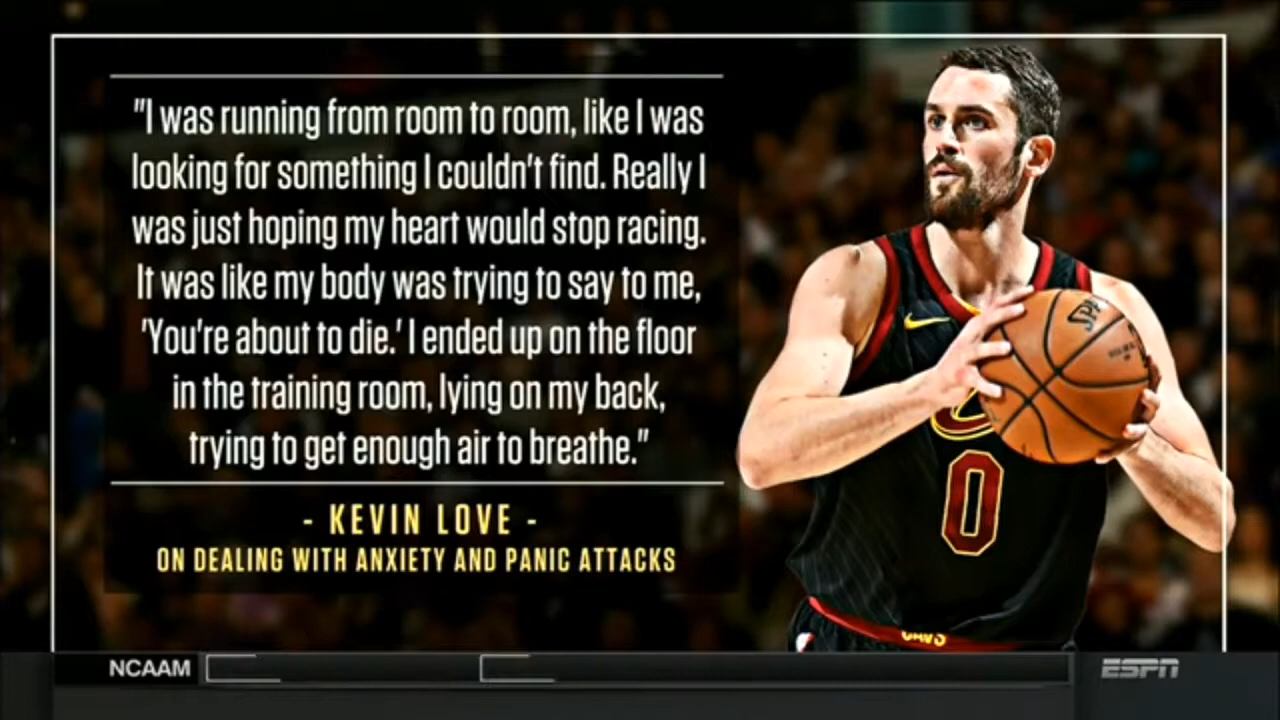 "I was running from room to room, like I was
looking for something I couldn't find. Really I
was just hoping my heart would stop racing.
It was like my body was trying to say to me,
'You're about to die.' I ended up on the floor
in the training room, lying on my back,
trying to get enough air to breathe."
- KEVIN LOVE -
ON DEALING WITH ANXIETY AND PANIC ATTACKS
0
CAVS
NCAAM
ESPN